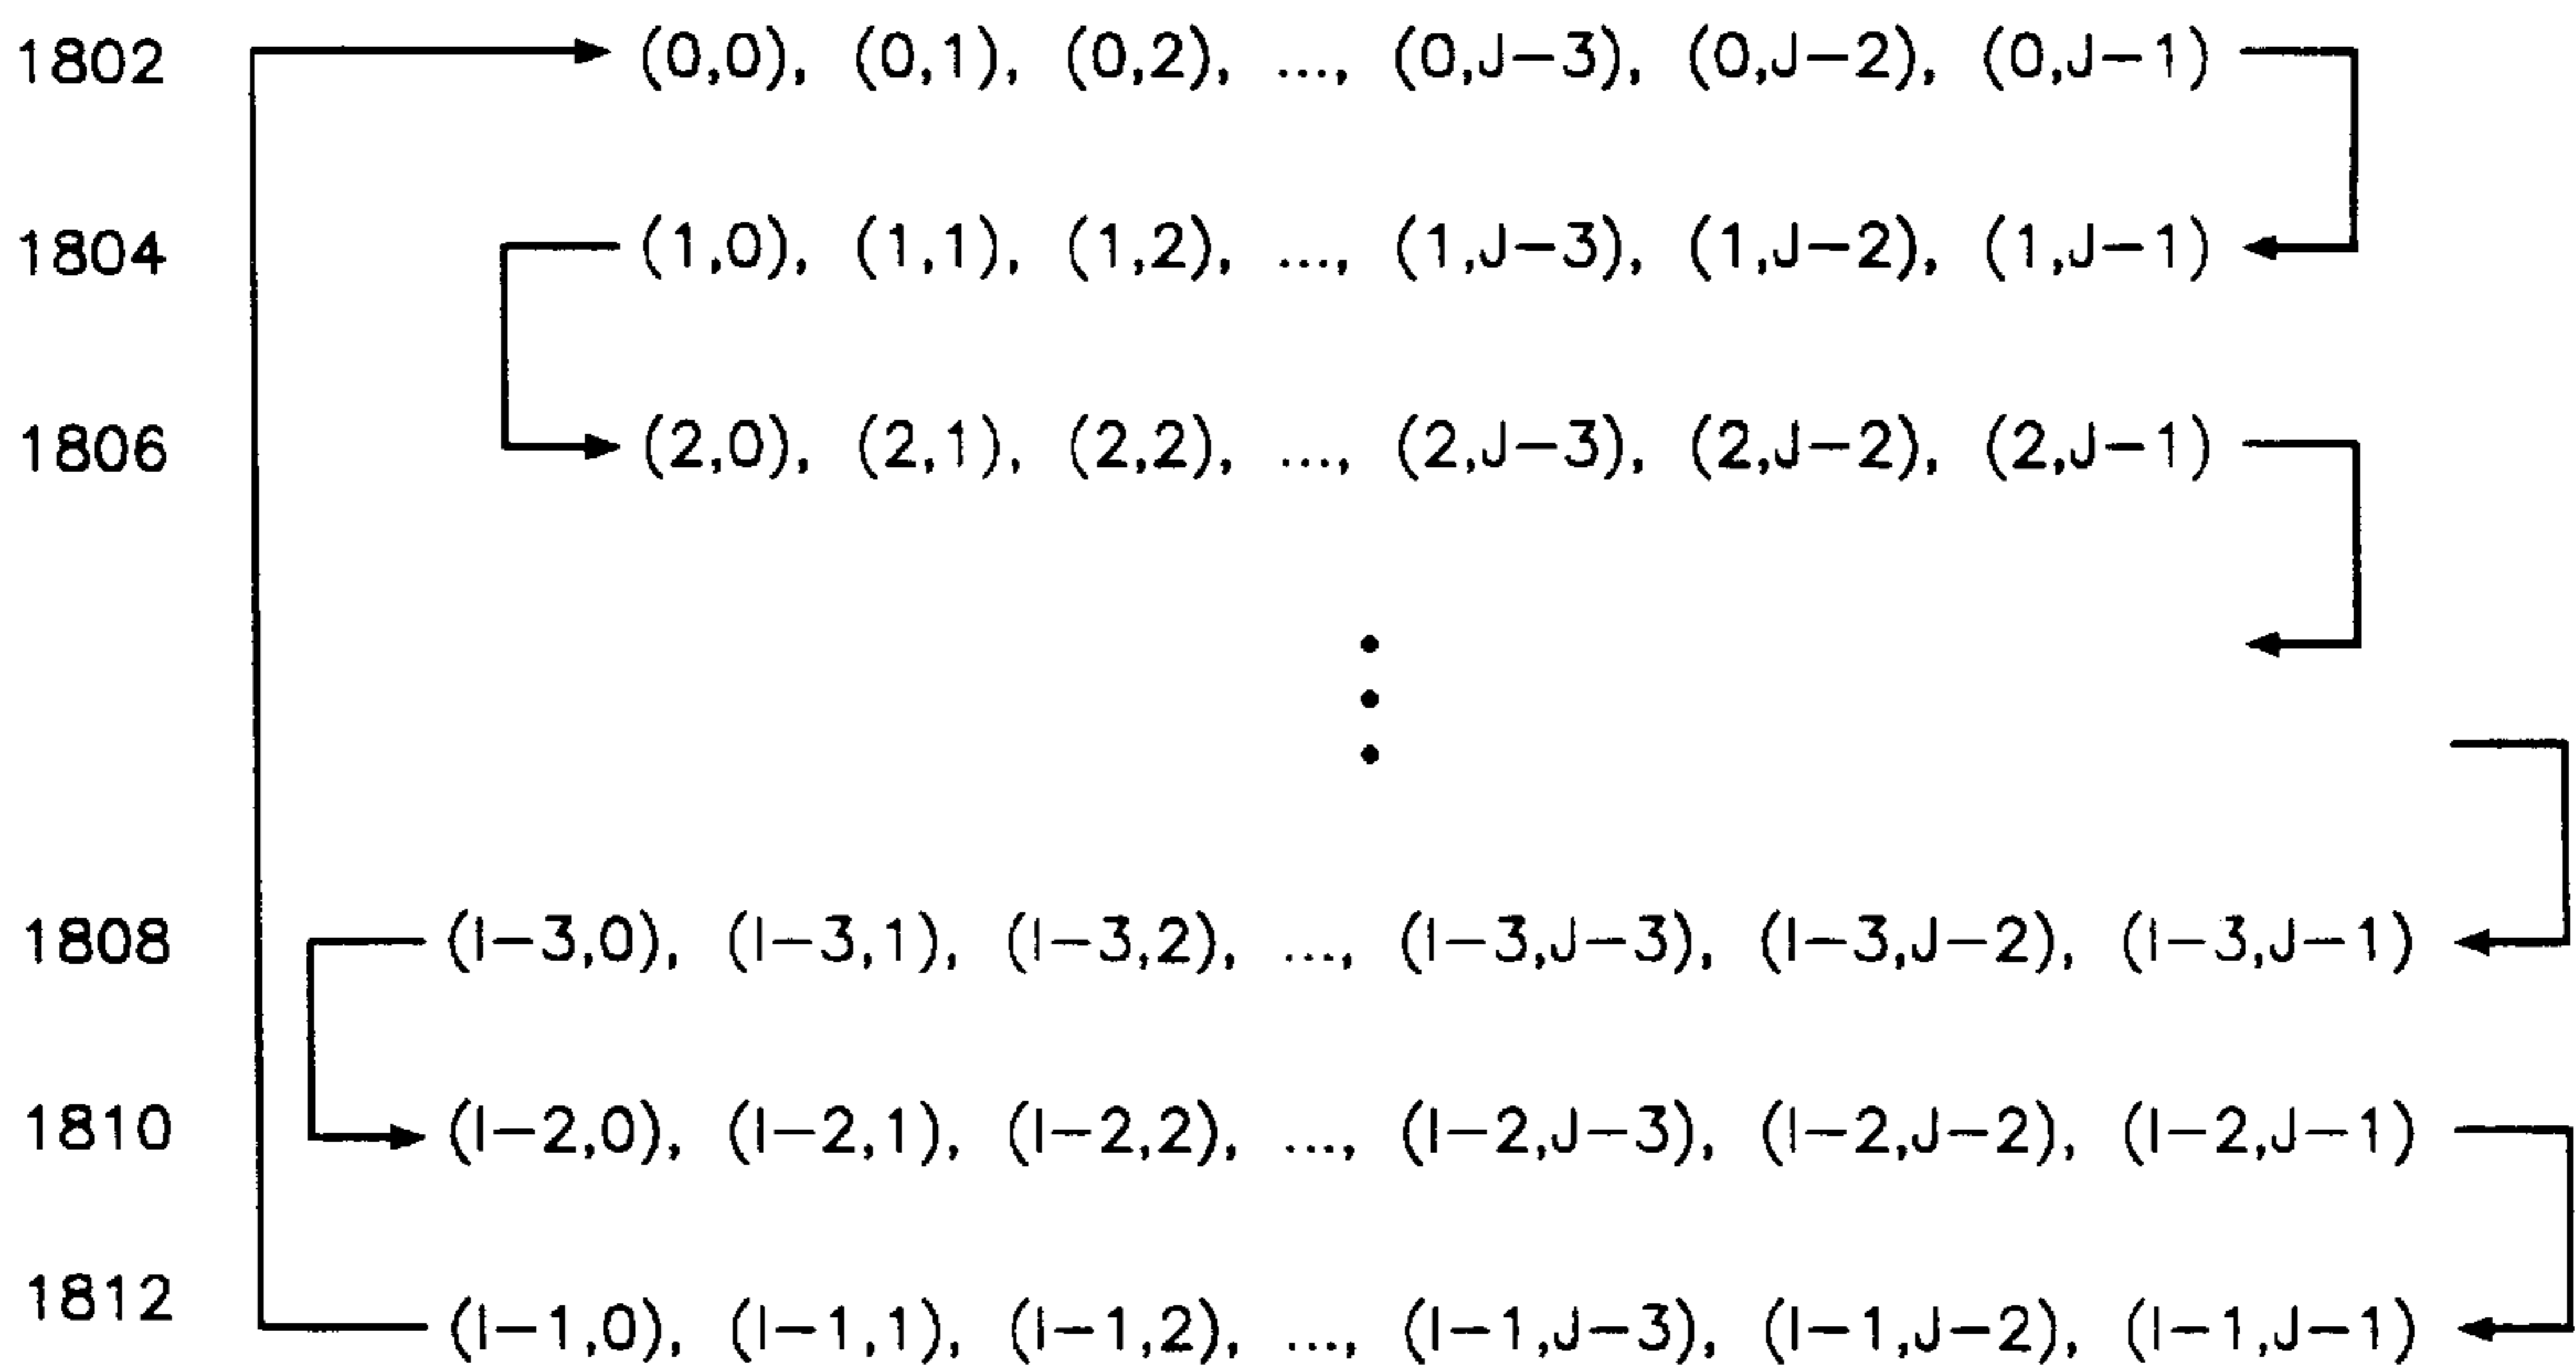 1802 (0,0), (0,1), (0,2), ..., (0,J−3), (0,J−2), (0,J−1)
1804 (1,0), (1,1), (1,2), ..., (1,J−3), (1,J−2), (1,J−1)
1806 (2,0), (2,1), (2,2), ..., (2,J−3), (2,J−2), (2,J−1)
1808 (I−3,0), (I−3,1), (I−3,2), ..., (I−3,J−3), (I−3,J−2), (I−3,J−1)
1810 (I−2,0), (I−2,1), (I−2,2), ..., (I−2,J−3), (I−2,J−2), (I−2,J−1)
1812 (I−1,0), (I−1,1), (I−1,2), ..., (I−1,J−3), (I−1,J−2), (I−1,J−1)